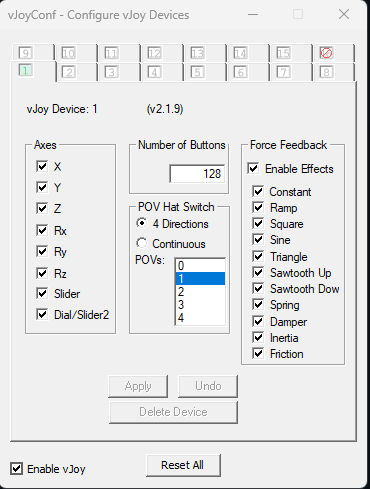 vJoyConf - Configure vJoy Devices
9 10 11 12 13 14 15
1 2 3 4 5 6 7 8
vJoy Device: 1 (v2.1.9)
Axes
X
Y
Z
Rx
Ry
Rz
Slider
Dial/Slider2
Number of Buttons
128
POV Hat Switch
4 Directions
Continuous
POVs:
0
1
2
3
4
Force Feedback
Enable Effects
Constant
Ramp
Square
Sine
Triangle
Sawtooth Up
Sawtooth Dow
Spring
Damper
Inertia
Friction
Apply Undo
Delete Device
Enable vJoy Reset All